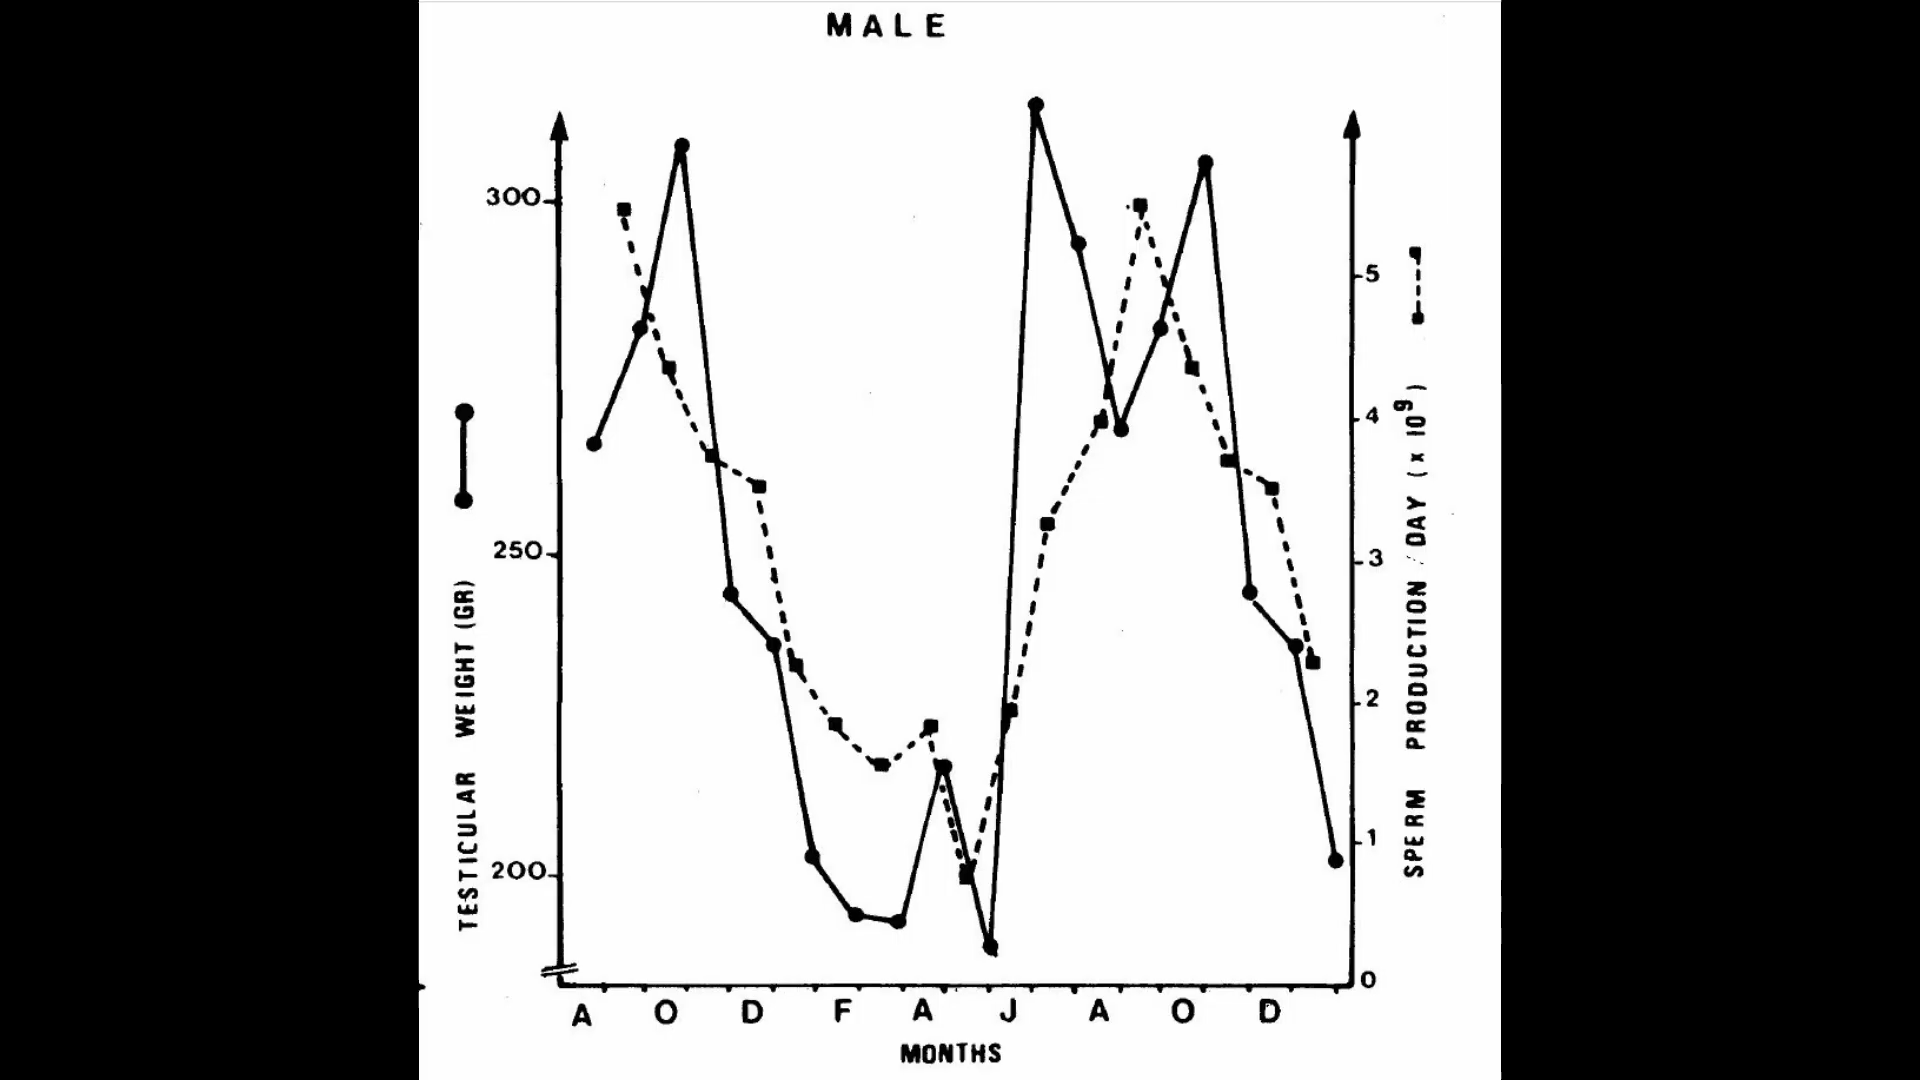 MALE
300
250
200
TESTICULAR WEIGHT (GR)
5
4
3
2
1
0
SPERM PRODUCTION / DAY (x 10⁹)
A O D F A J A O D
MONTHS